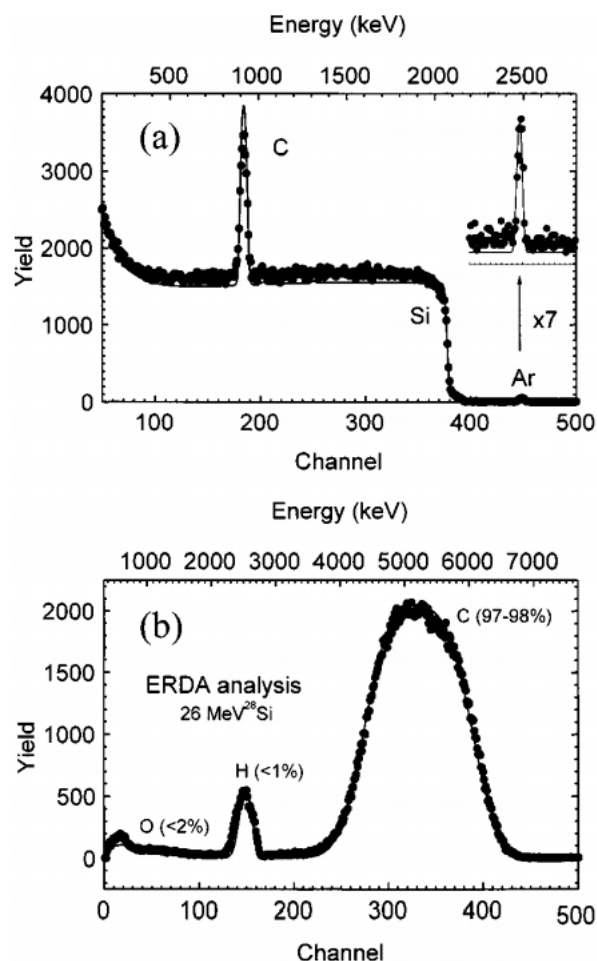 Energy (keV)
500 1000 1500 2000 2500
4000
(a)
C
3000
Yield
2000
Si
x7
1000
Ar
0
100 200 300 400 500
Channel
Energy (keV)
1000 2000 3000 4000 5000 6000 7000
2000
(b)
C (97-98%)
1500
ERDA analysis
26 MeV²⁸Si
Yield
1000
H (<1%)
500
O (<2%)
0
0 100 200 300 400 500
Channel